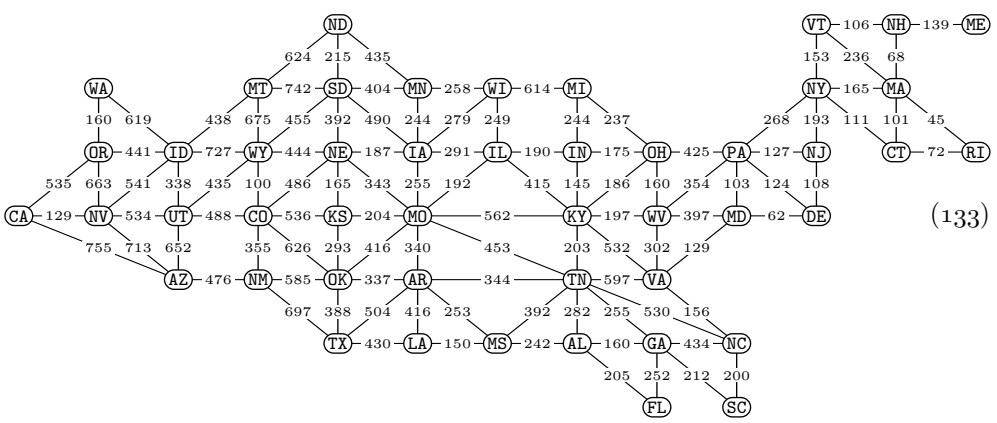 ND VT 106 NH 139 ME
624 215 435 153 236 68
WA MT 742 SD 404 MN 258 WI 614 MI NY 165 MA
160 619 438 675 455 392 490 244 279 249 244 237 268 193 111 101 45
OR 441 ID 727 WY 444 NE 187 IA 291 IL 190 IN 175 OH 425 PA 127 NJ CT 72 RI
535 663 541 338 435 100 486 165 343 255 192 415 145 186 160 354 103 124 108
CA 129 NV 534 UT 488 CO 536 KS 204 MO 562 KY 197 WV 397 MD 62 DE (133)
755 713 652 355 626 293 416 340 453 203 532 302 129
AZ 476 NM 585 OK 337 AR 344 TN 597 VA
697 388 504 416 253 392 282 255 530 156
TX 430 LA 150 MS 242 AL 160 GA 434 NC
205 252 212 200
FL SC